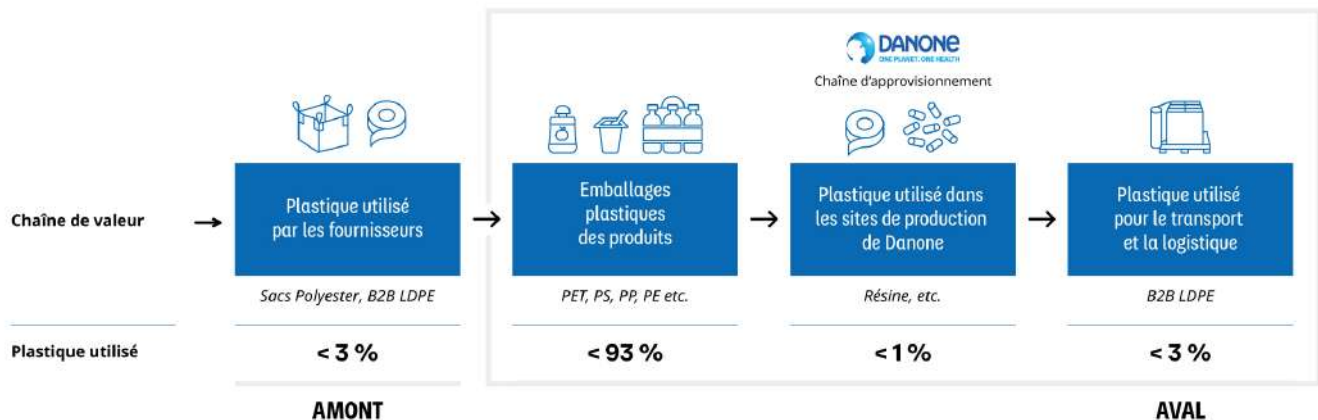 DANONE
ONE PLANET. ONE HEALTH
Chaîne d'approvisionnement
Chaîne de valeur
Plastique utilisé
par les fournisseurs
Emballages
plastiques
des produits
Plastique utilisé dans
les sites de production
de Danone
Plastique utilisé
pour le transport
et la logistique
Sacs Polyester, B2B LDPE
PET, PS, PP, PE etc.
Résine, etc.
B2B LDPE
Plastique utilisé
< 3 %
< 93 %
< 1 %
< 3 %
AMONT
AVAL